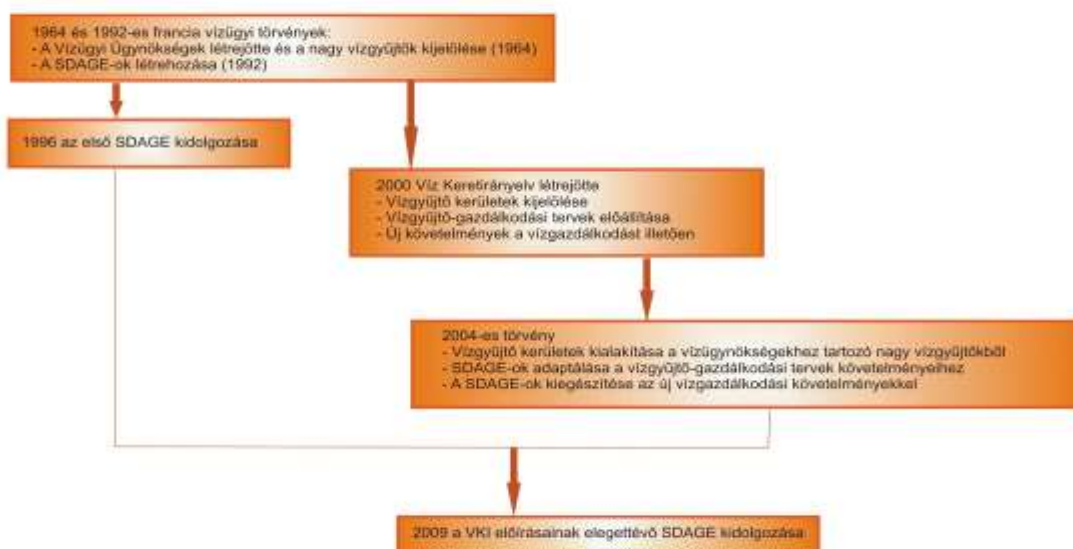 1964 és 1992-es francia vízügyi törvények:
- A Vízügyi Ügynökségek létrejötte és a nagy vízgyűjtők kijelölése (1964)
- A SDAGE-ok létrehozása (1992)
1996 az első SDAGE kidolgozása
2000 Víz Keretirányelv létrejötte
- Vízgyűjtő kerületek kijelölése
- Vízgyűjtő-gazdálkodási tervek előállítása
- Új követelmények a vízgazdálkodást illetően
2004-es törvény
- Vízgyűjtő kerületek kialakítása a vízügynökségekhez tartozó nagy vízgyűjtőkből
- SDAGE-ok adaptálása a vízgyűjtő-gazdálkodási tervek követelményeihez
- A SDAGE-ok kiegészítése az új vízgazdálkodási követelményekkel
2009 a VKI előírásainak elegettévő SDAGE kidolgozása